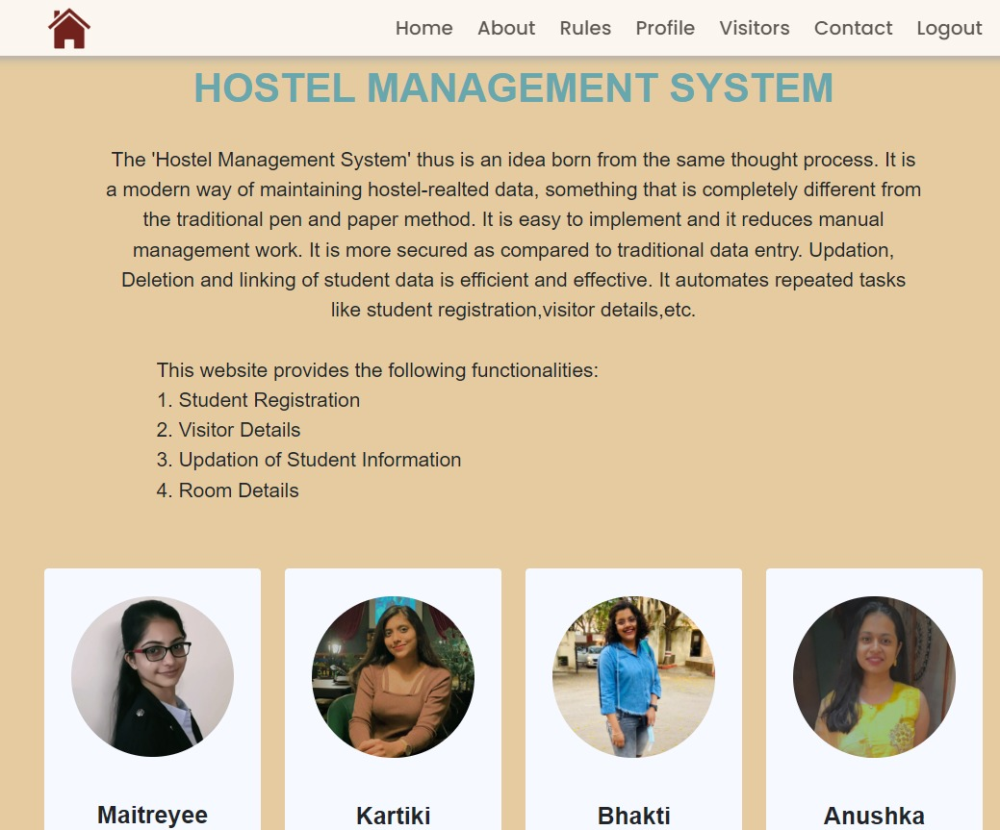 Home About Rules Profile Visitors Contact Logout
HOSTEL MANAGEMENT SYSTEM
The 'Hostel Management System' thus is an idea born from the same thought process. It is
a modern way of maintaining hostel-realted data, something that is completely different from
the traditional pen and paper method. It is easy to implement and it reduces manual
management work. It is more secured as compared to traditional data entry. Updation,
Deletion and linking of student data is efficient and effective. It automates repeated tasks
like student registration,visitor details,etc.
This website provides the following functionalities:
1. Student Registration
2. Visitor Details
3. Updation of Student Information
4. Room Details
Maitreyee Kartiki Bhakti Anushka